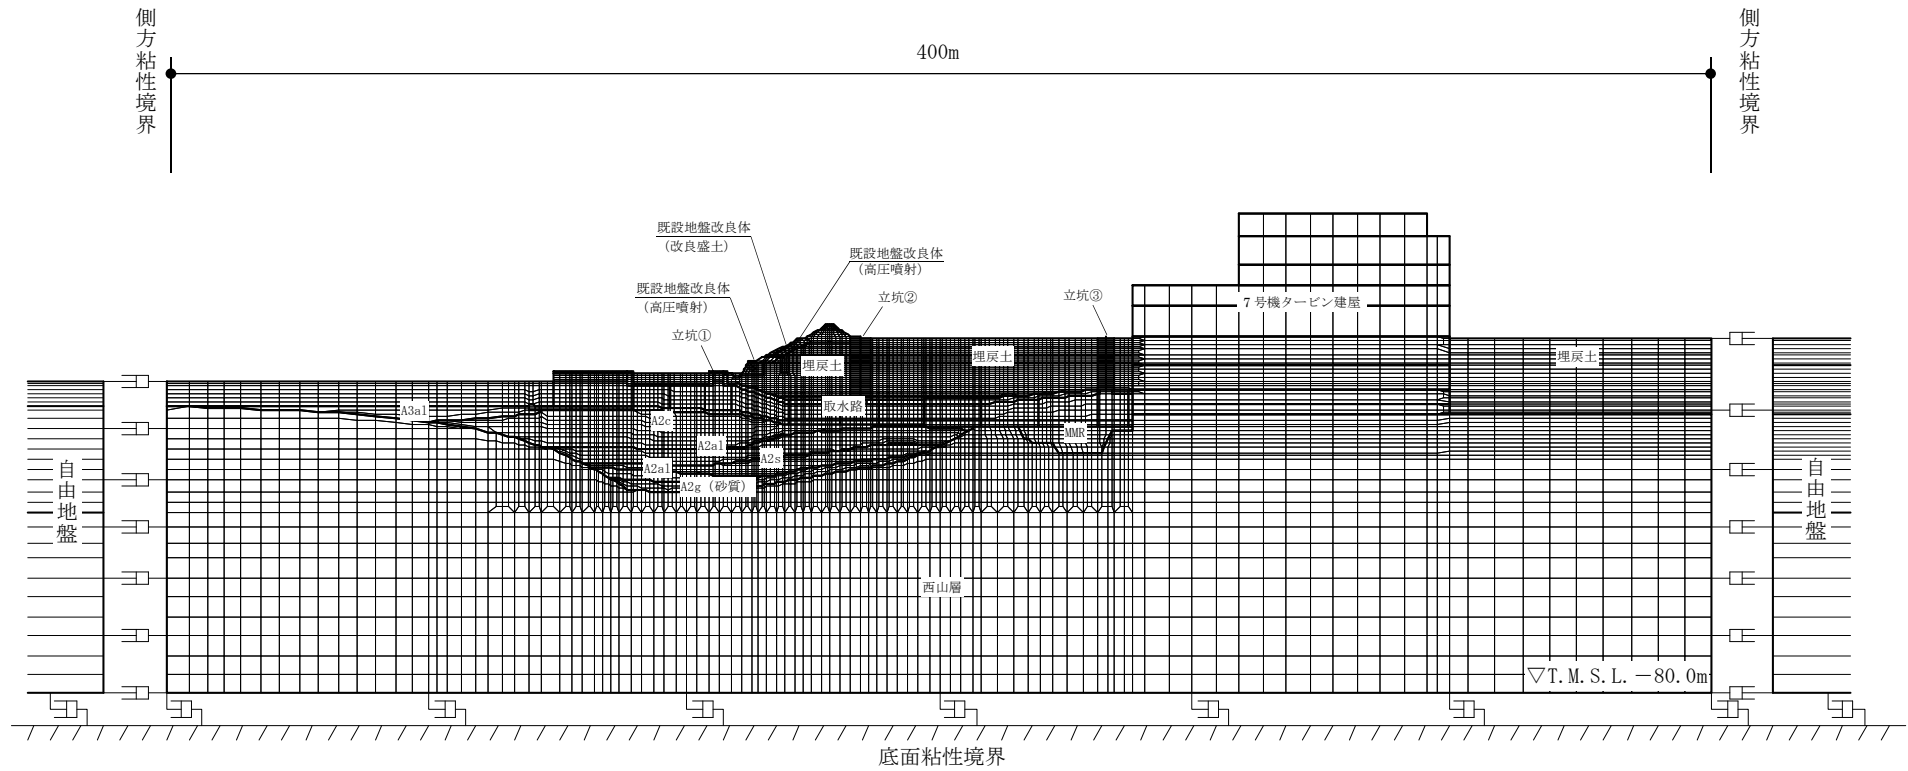 側方粘性境界
側方粘性境界
400m
既設地盤改良体
(改良盛土)
既設地盤改良体
(高圧噴射)
既設地盤改良体
(高圧噴射)
立坑①
立坑②
立坑③
7号機タービン建屋
埋戻土
埋戻土
埋戻土
A3al
A2c
取水路
A2al
MMR
A2s
A2al
A2g (砂質)
自由地盤
自由地盤
西山層
▽T.M.S.L.－80.0m
底面粘性境界